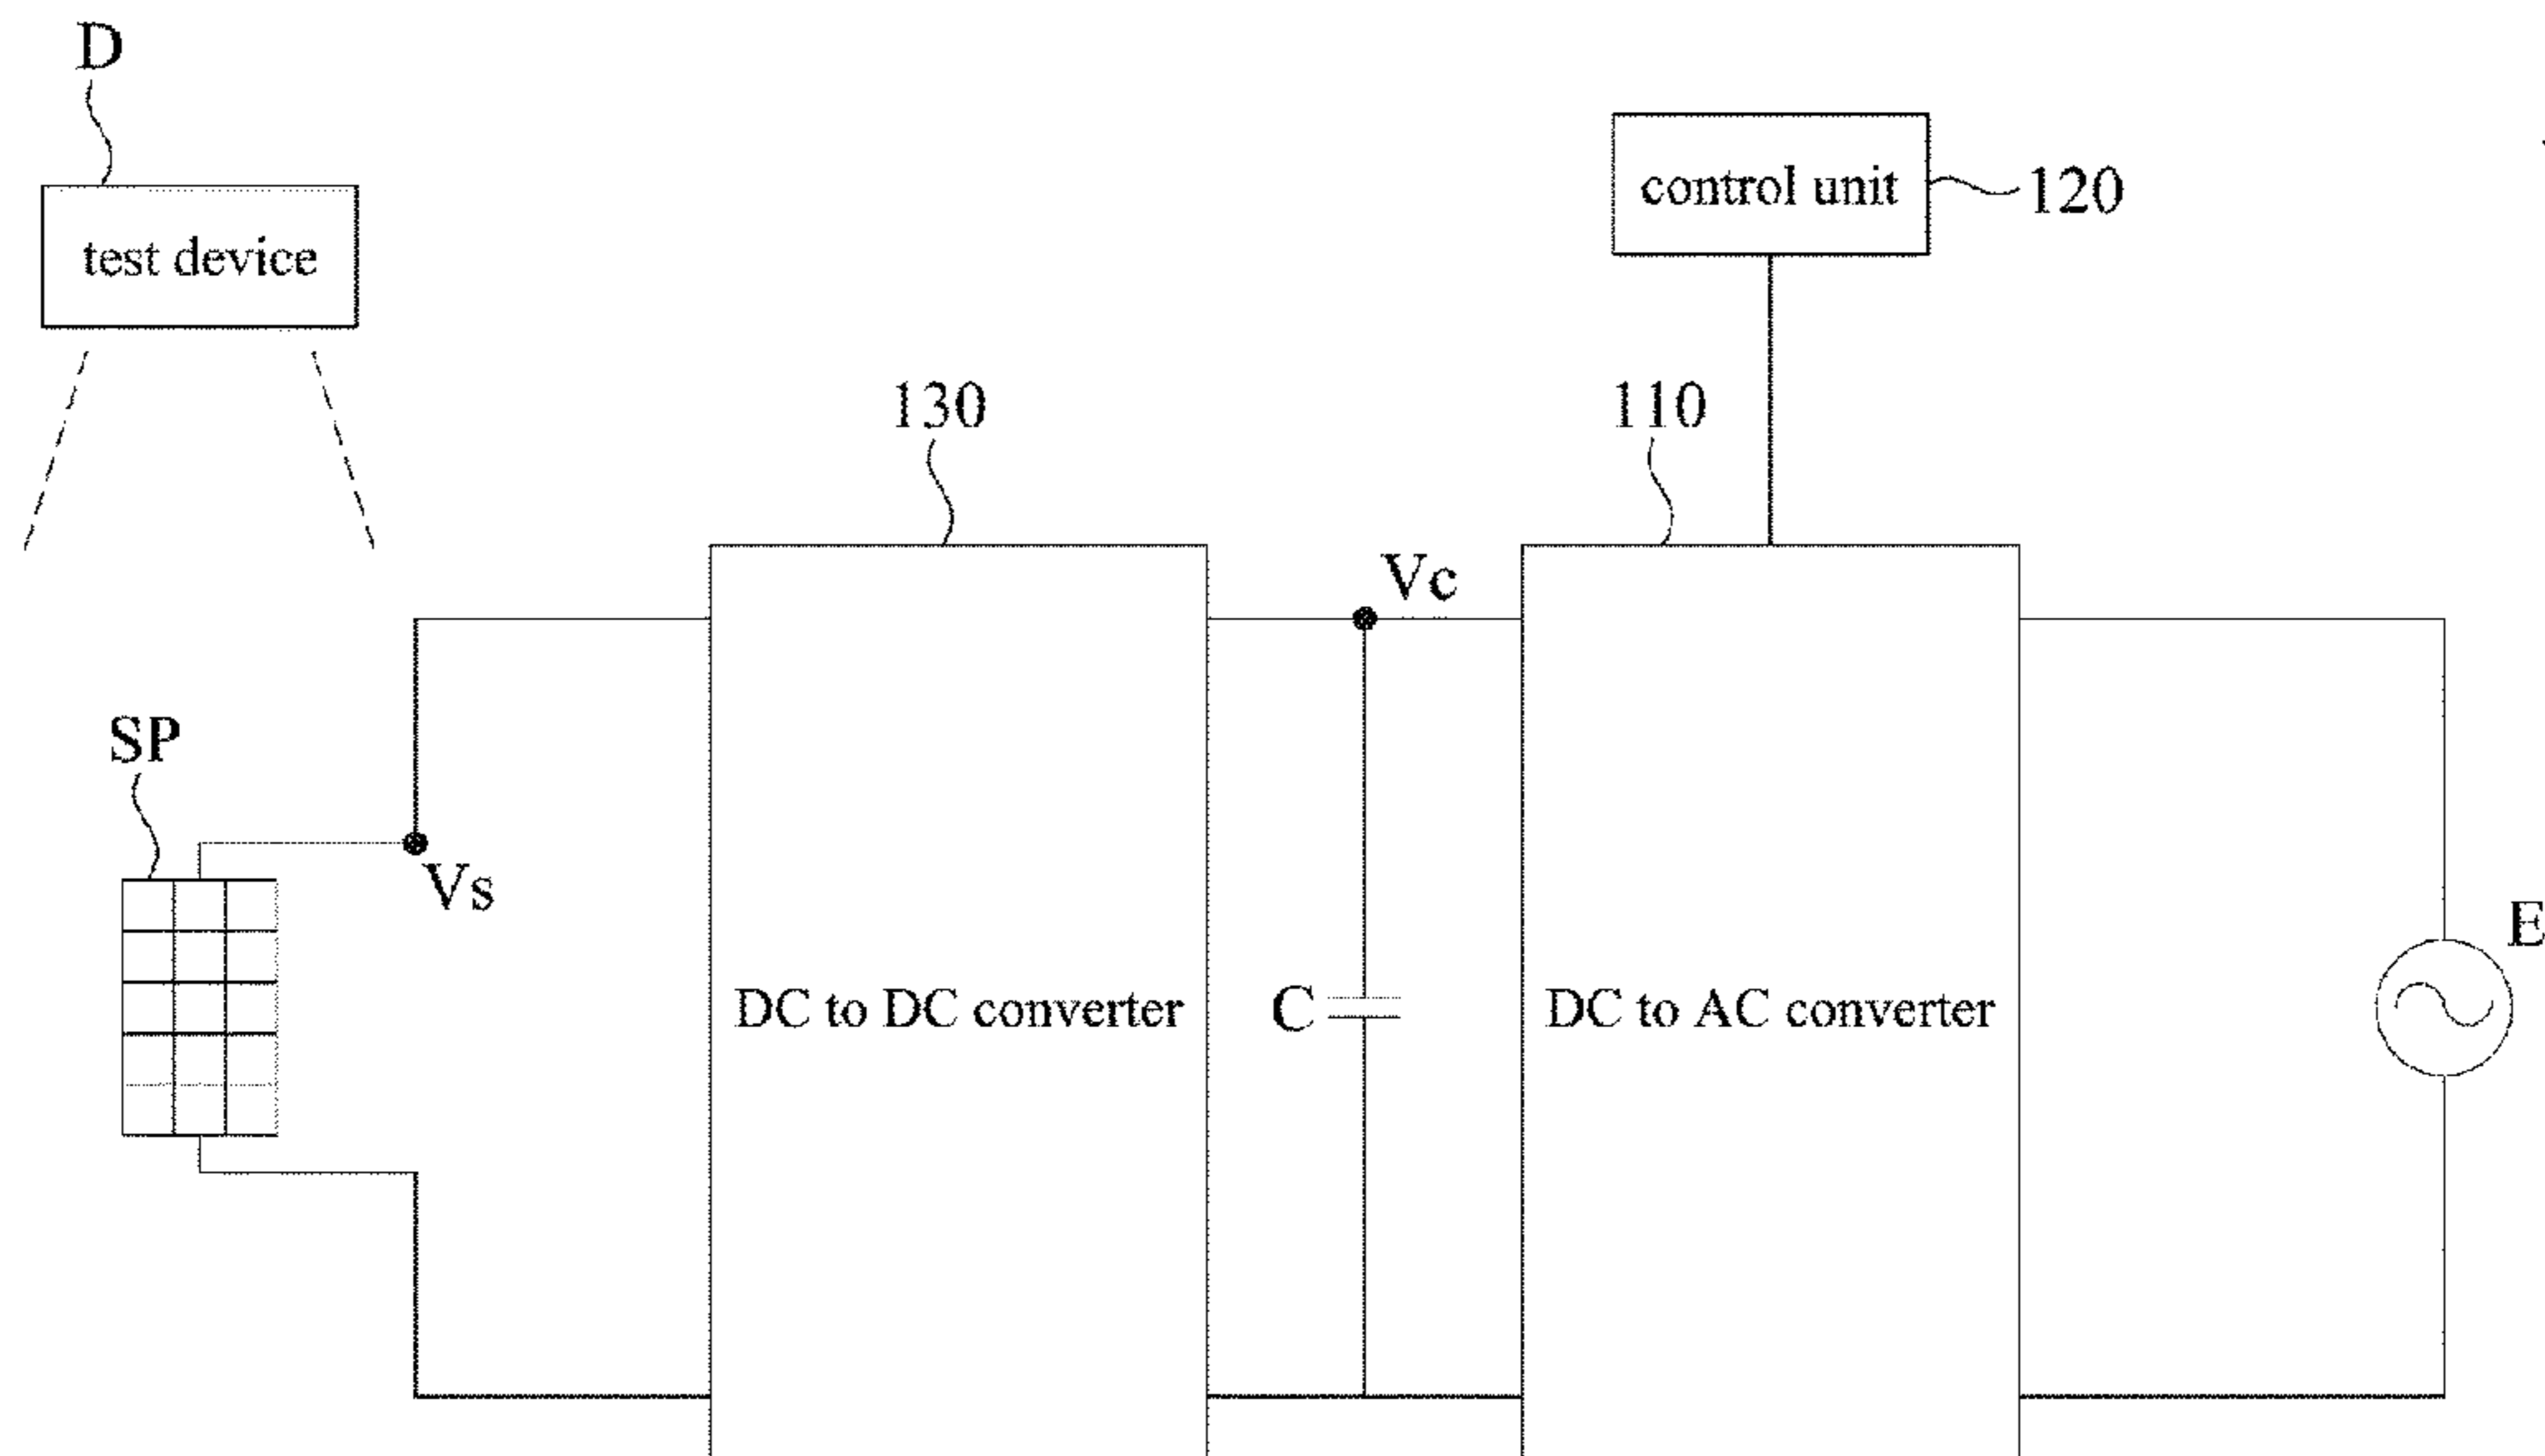 D
test device
control unit
120
130
110
Vc
SP
Vs
E
DC to DC converter
C
DC to AC converter